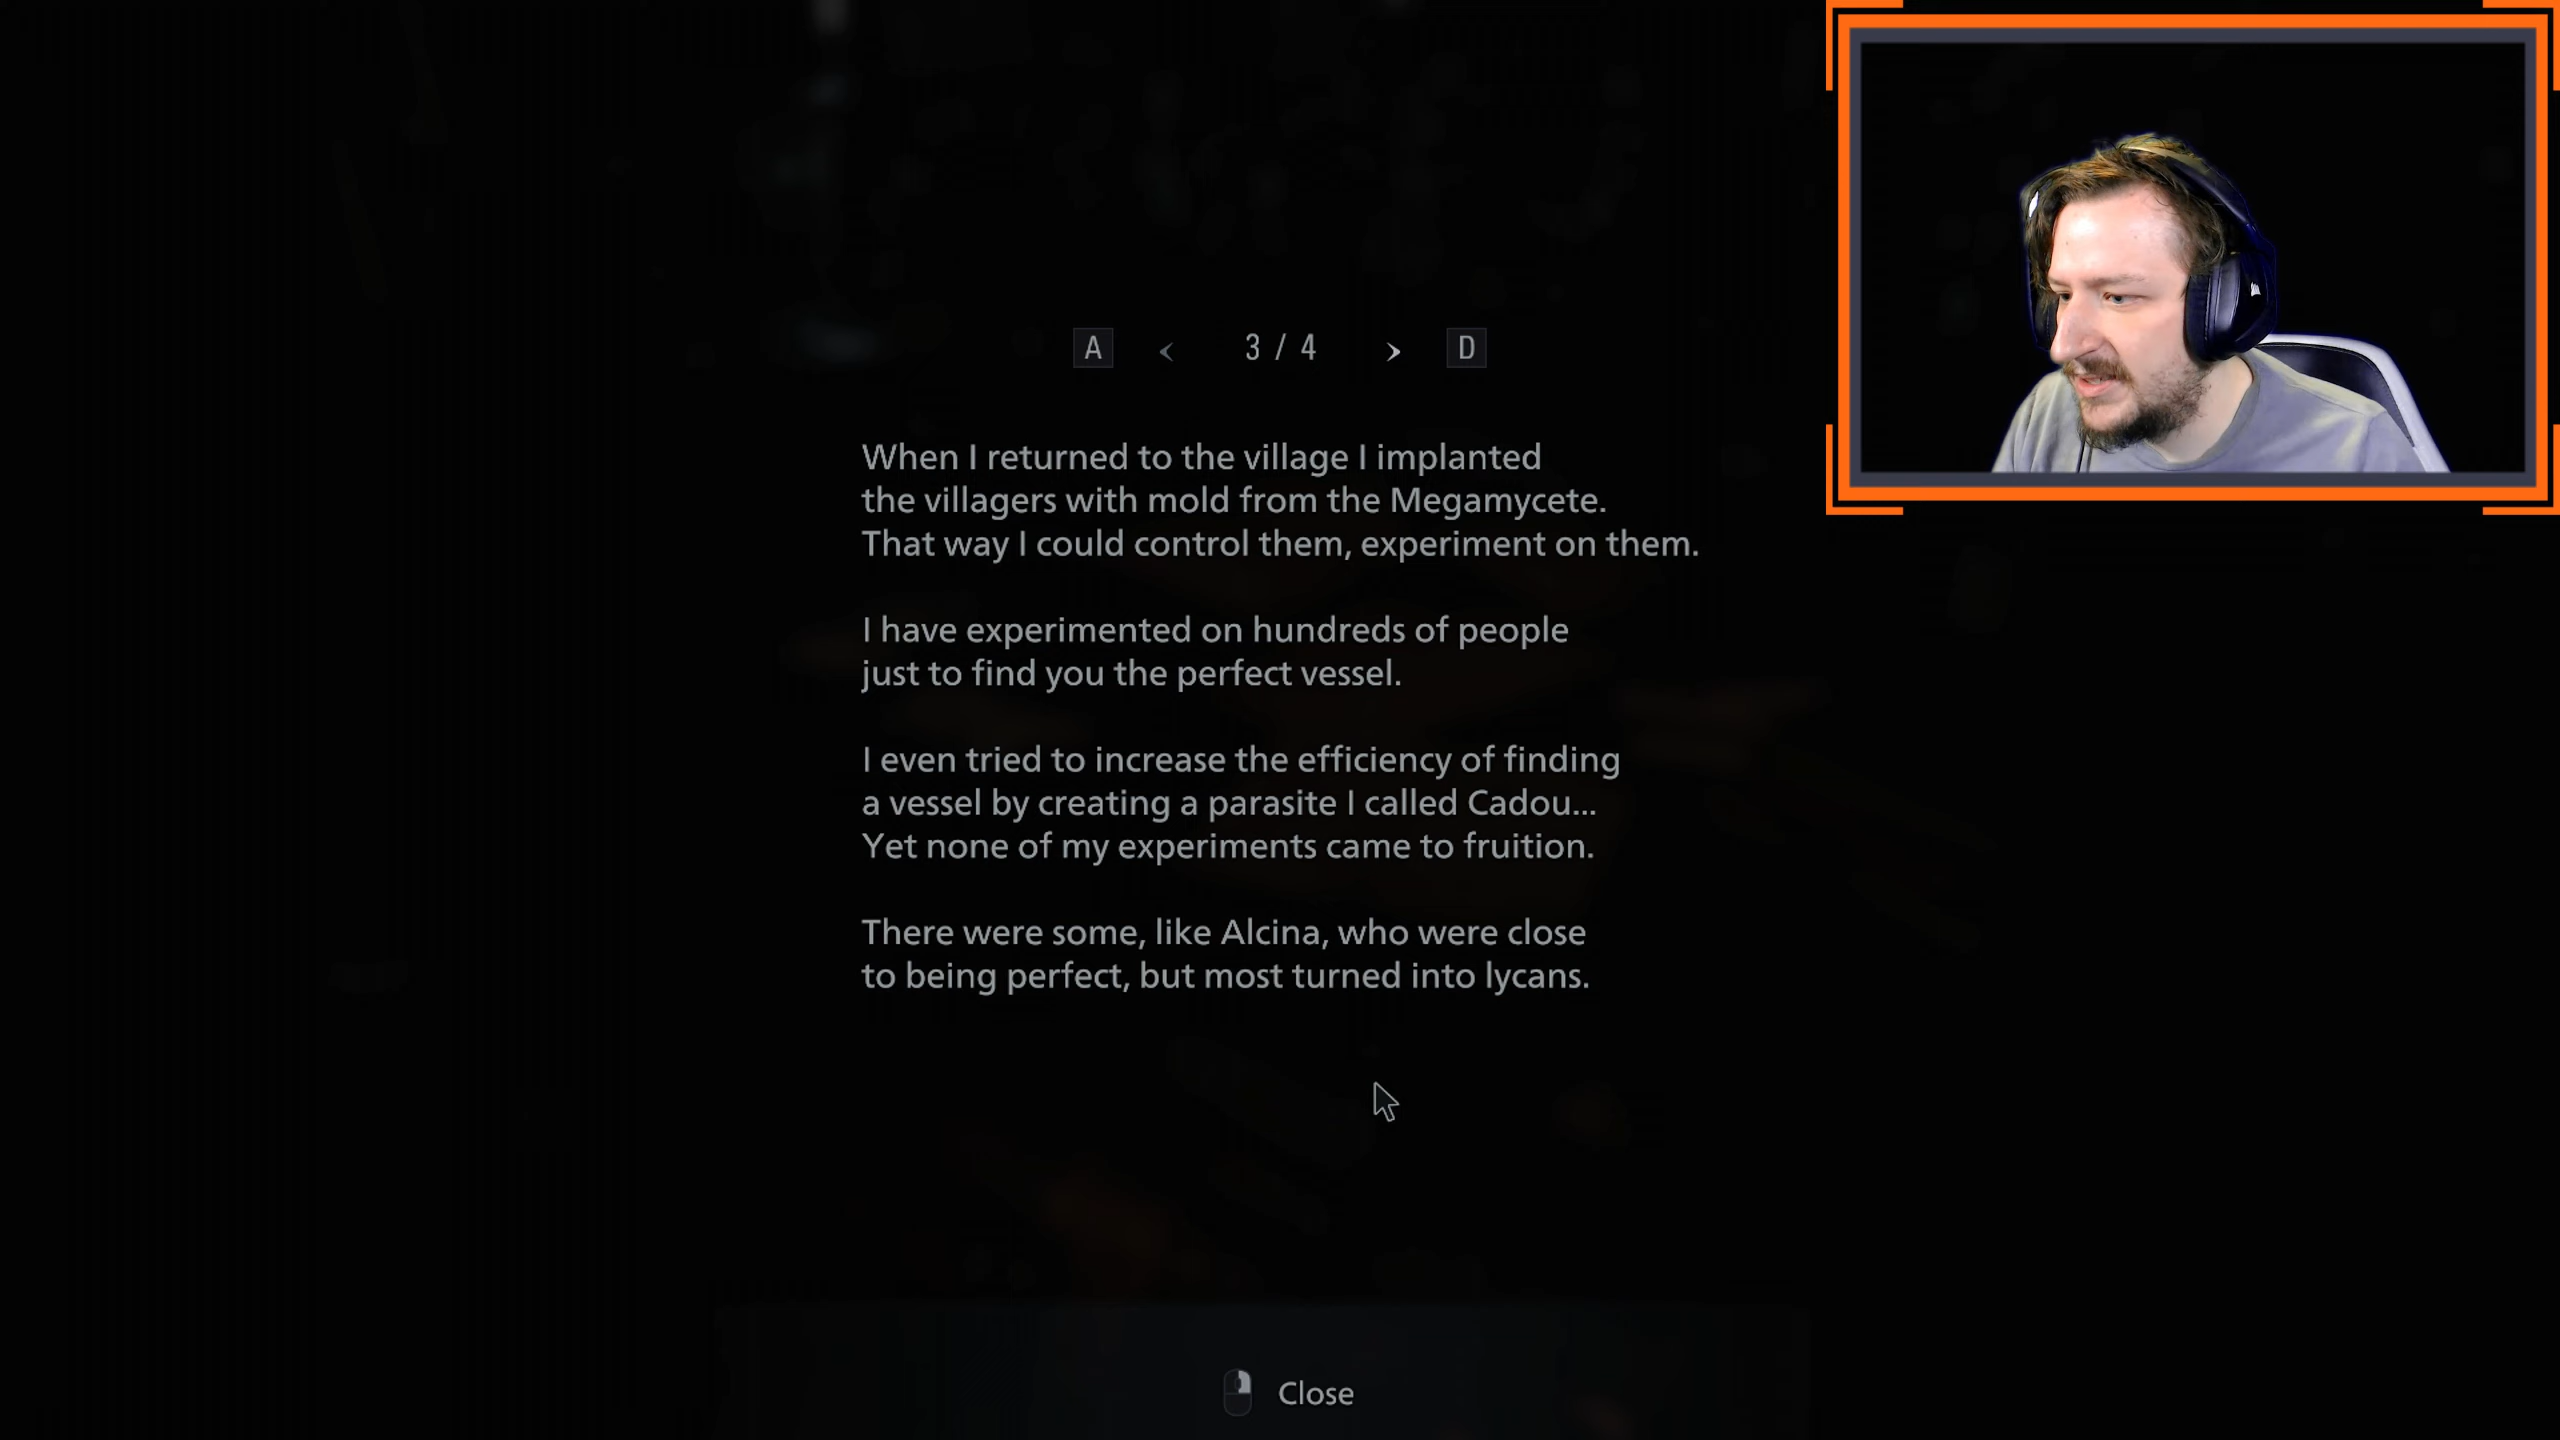 A < 3 / 4 > D
When I returned to the village I implanted
the villagers with mold from the Megamycete.
That way I could control them, experiment on them.
I have experimented on hundreds of people
just to find you the perfect vessel.
I even tried to increase the efficiency of finding
a vessel by creating a parasite I called Cadou...
Yet none of my experiments came to fruition.
There were some, like Alcina, who were close
to being perfect, but most turned into lycans.
Close